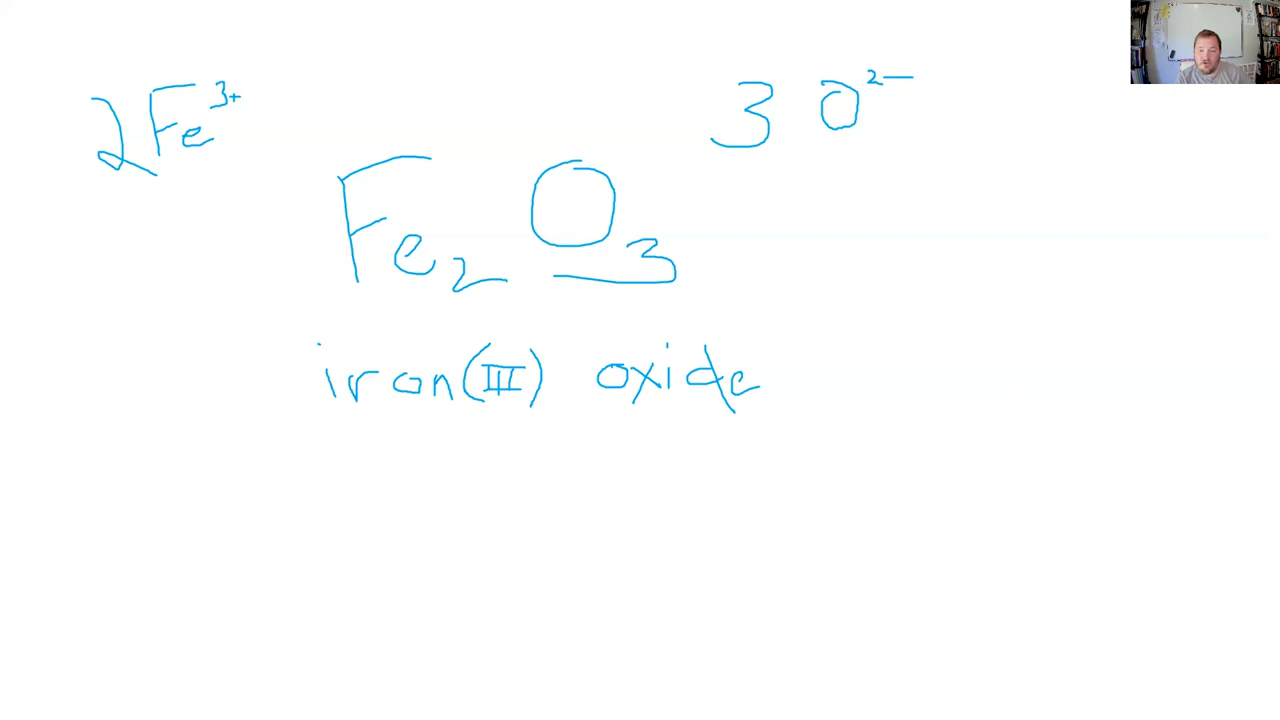 2Fe³⁺ 3 O²⁻
Fe₂O₃
iron(III) oxide